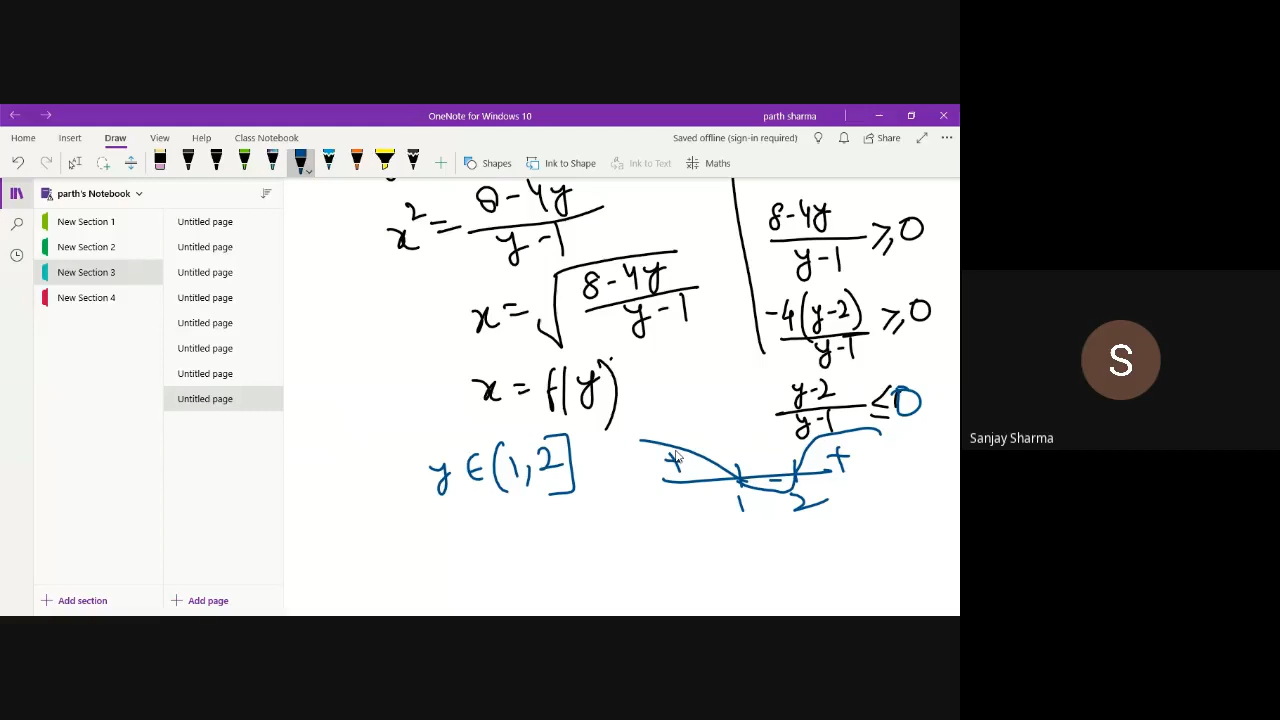 OneNote for Windows 10
parth sharma
Home Insert Draw View Help Class Notebook
Saved offline (sign-in required)
Share
Shapes
Ink to Shape
Ink to Text
Maths
parth's Notebook
New Section 1
New Section 2
New Section 3
New Section 4
Untitled page
Untitled page
Untitled page
Untitled page
Untitled page
Untitled page
Untitled page
Untitled page
Add section
Add page
x² = (8-4y)/(y-1)
x = √((8-4y)/(y-1))
x = f(y)
y ∈ (1, 2]
(8-4y)/(y-1) ≥ 0
-4(y-2)/(y-1) ≥ 0
(y-2)/(y-1) ≤ 0
+ - +
1 2
S
Sanjay Sharma